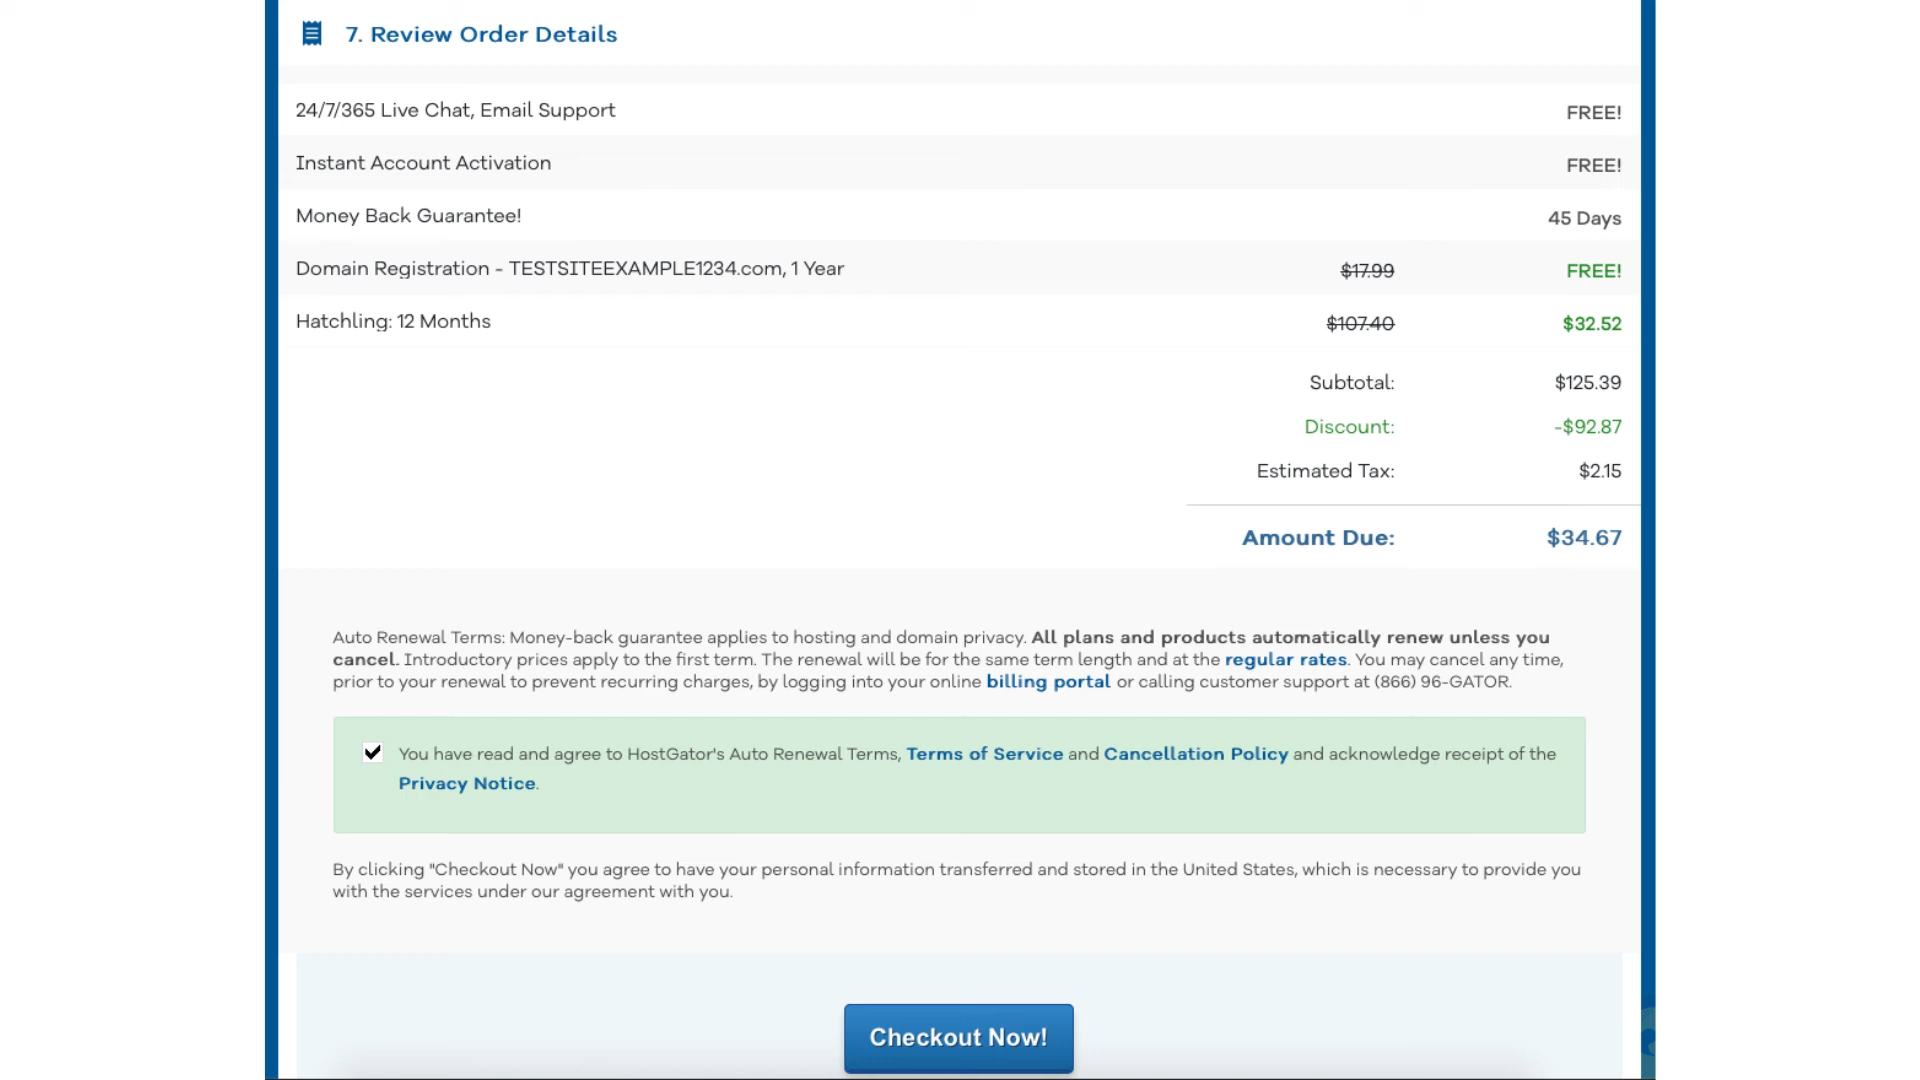 7. Review Order Details
24/7/365 Live Chat, Email Support FREE!
Instant Account Activation FREE!
Money Back Guarantee! 45 Days
Domain Registration - TESTSITEEXAMPLE1234.com, 1 Year $17.99 FREE!
Hatchling: 12 Months $107.40 $32.52
Subtotal: $125.39
Discount: -$92.87
Estimated Tax: $2.15
Amount Due: $34.67
Auto Renewal Terms: Money-back guarantee applies to hosting and domain privacy. All plans and products automatically renew unless you
cancel. Introductory prices apply to the first term. The renewal will be for the same term length and at the regular rates. You may cancel any time,
prior to your renewal to prevent recurring charges, by logging into your online billing portal or calling customer support at (866) 96-GATOR.
You have read and agree to HostGator's Auto Renewal Terms, Terms of Service and Cancellation Policy and acknowledge receipt of the
Privacy Notice.
By clicking "Checkout Now" you agree to have your personal information transferred and stored in the United States, which is necessary to provide you
with the services under our agreement with you.
Checkout Now!